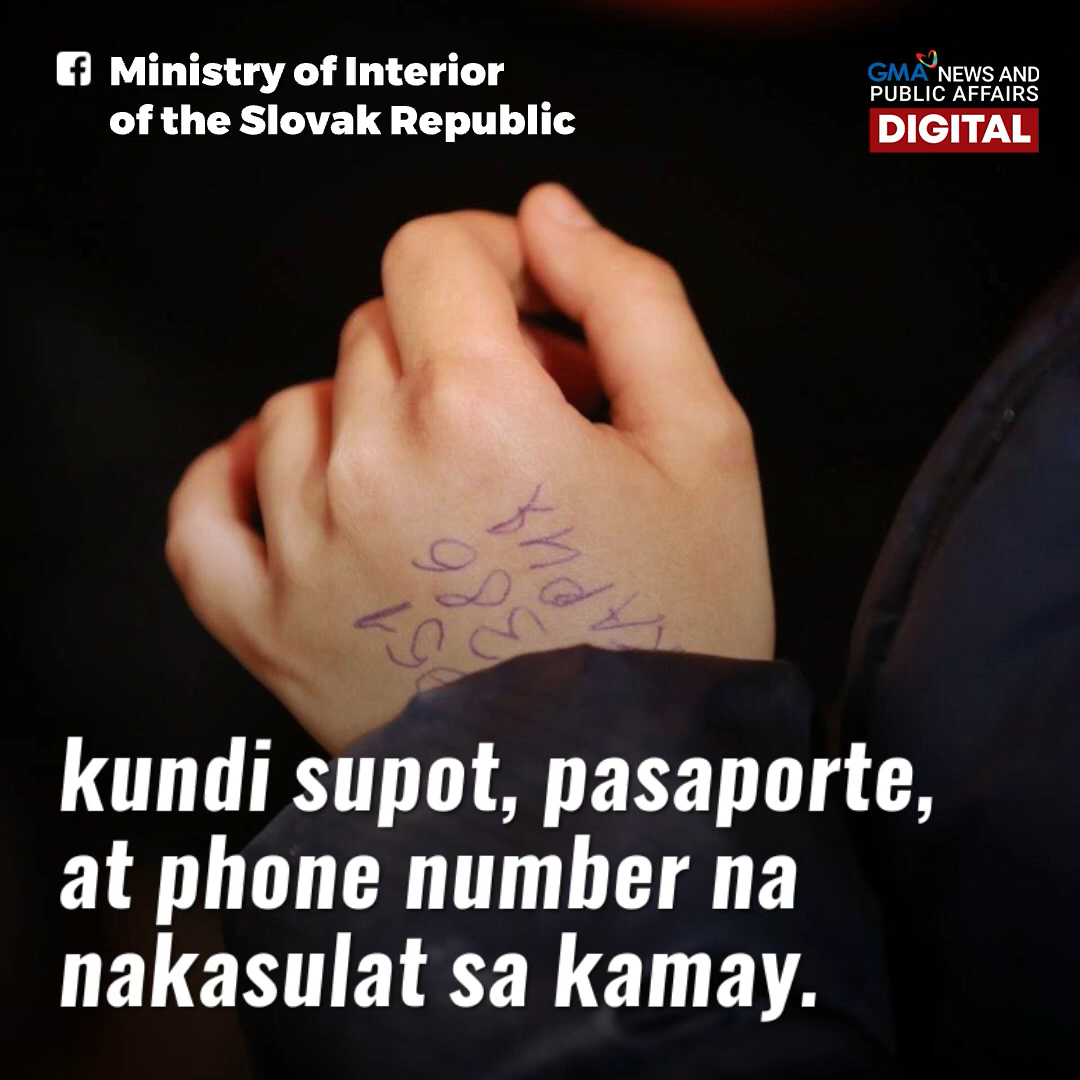 Ministry of Interior
of the Slovak Republic
GMA NEWS AND
PUBLIC AFFAIRS
DIGITAL
kundi supot, pasaporte,
at phone number na
nakasulat sa kamay.